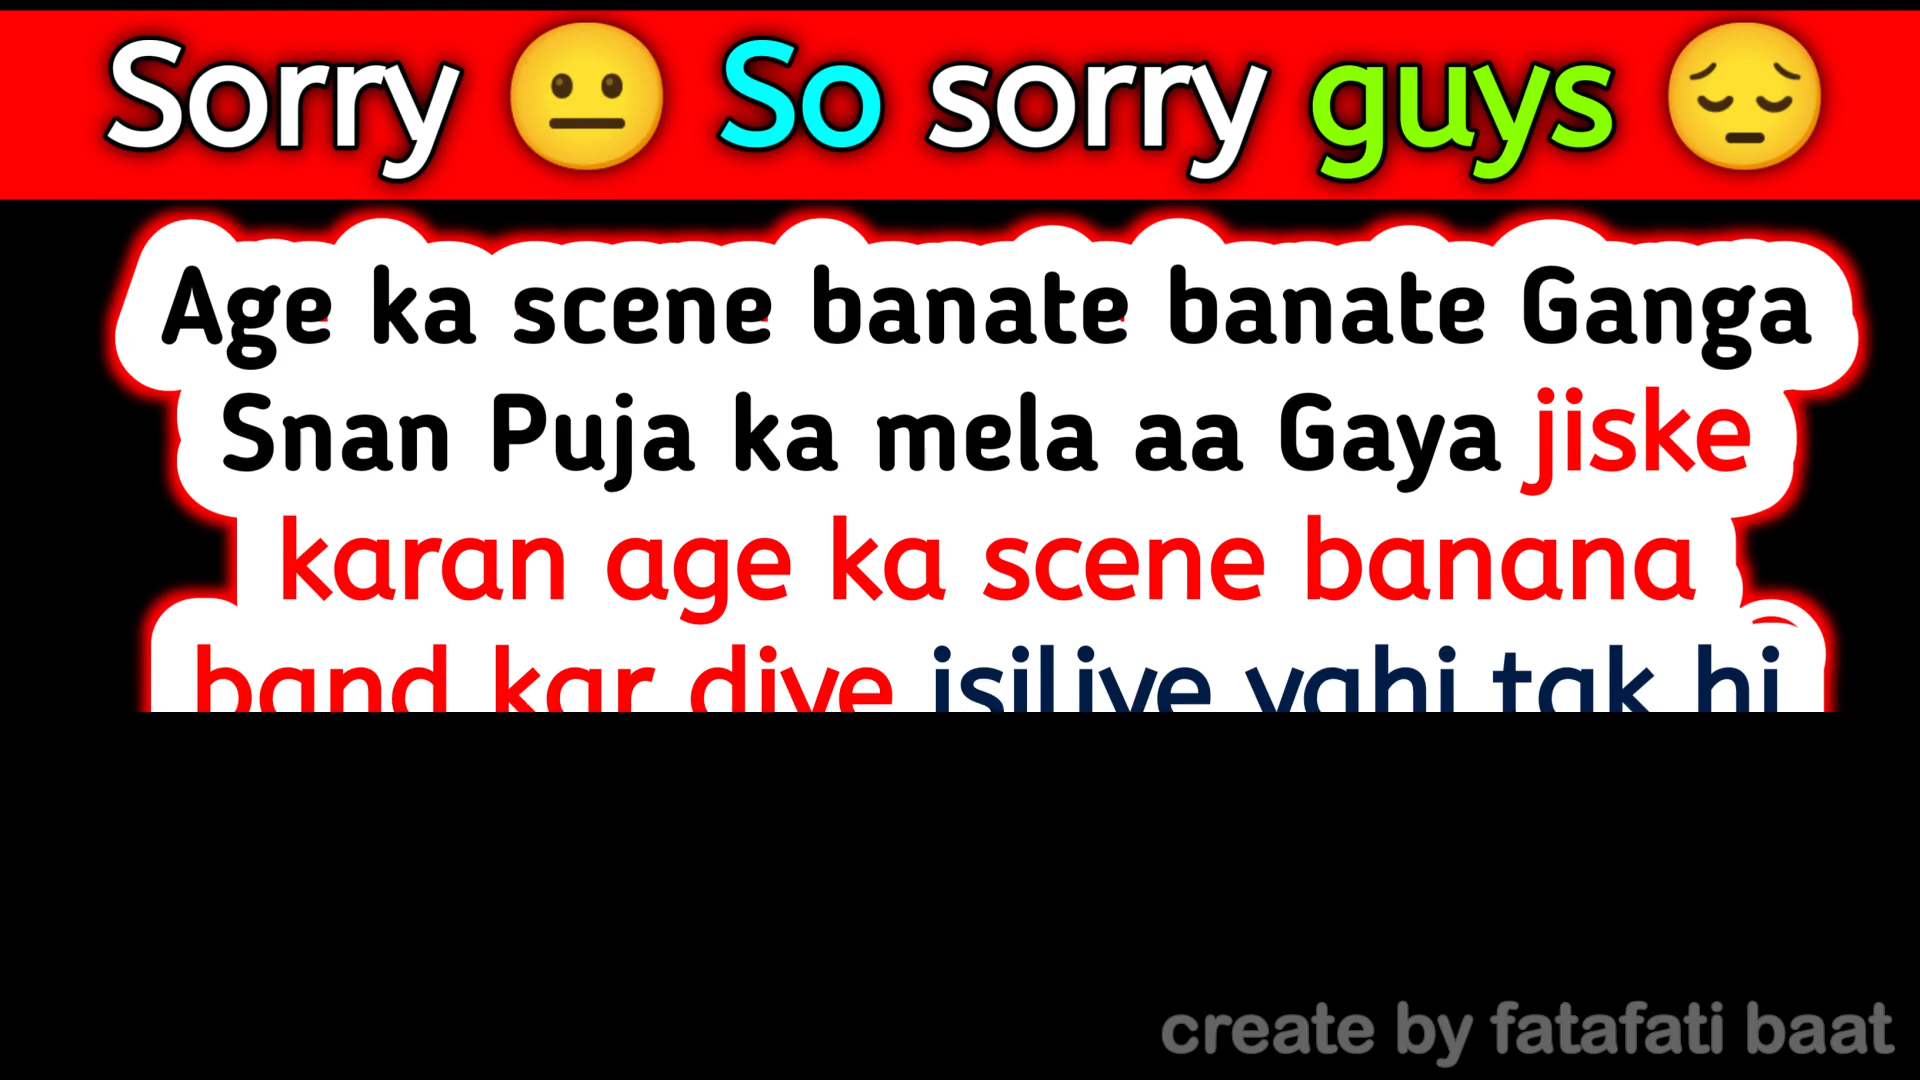 Sorry 😐 So sorry guys 😔
Age ka scene banate banate Ganga
Snan Puja ka mela aa Gaya jiske
karan age ka scene banana
band kar diye isiliye yahi tak hi
create by fatafati baat